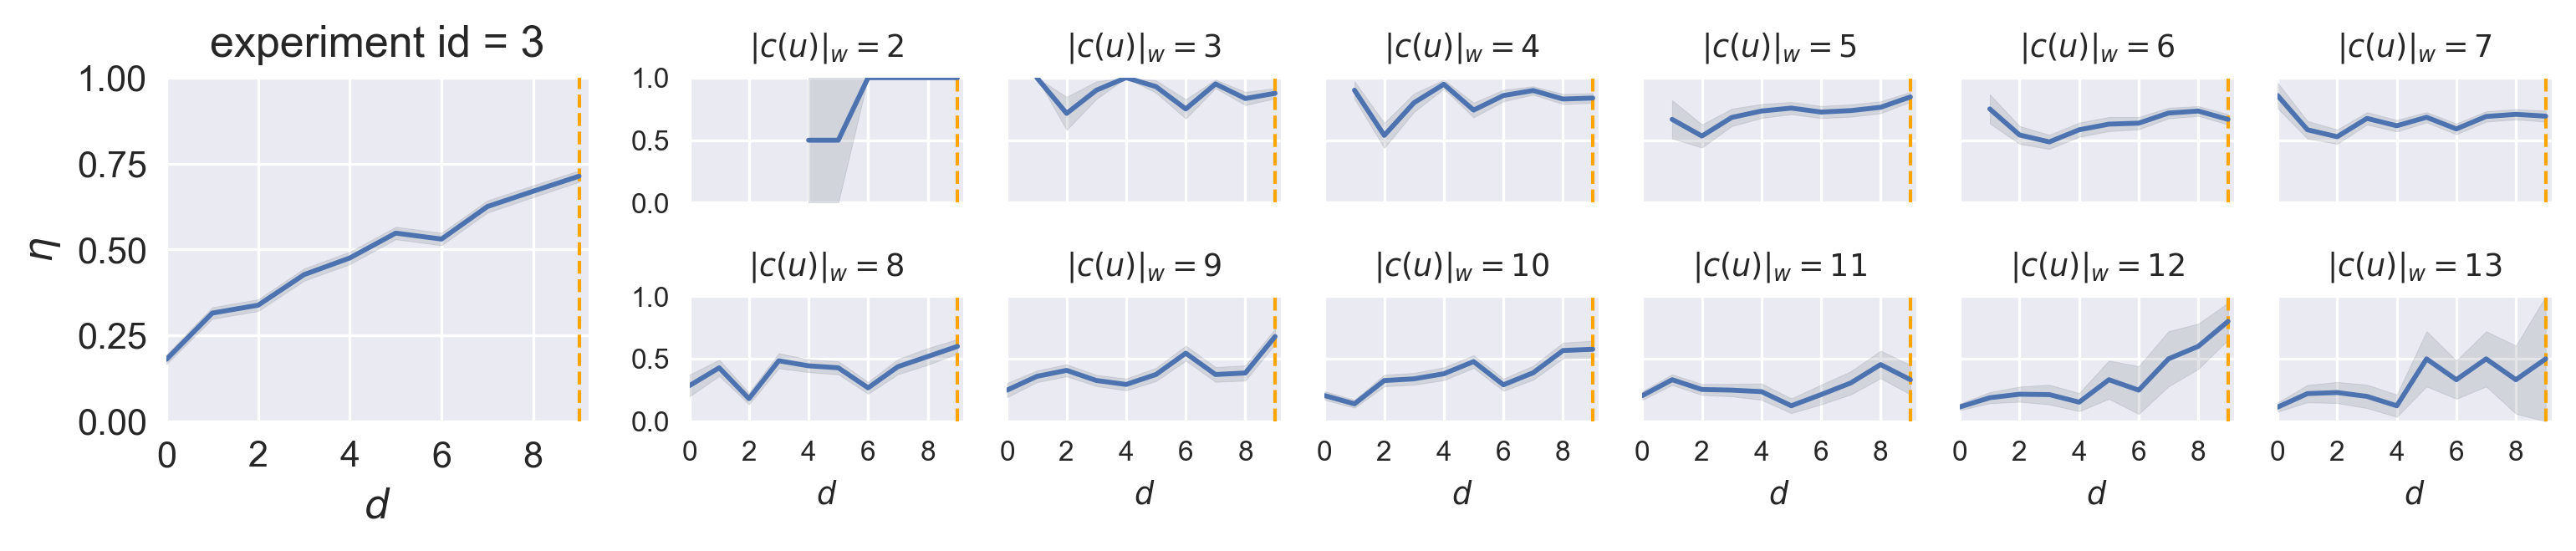 experiment id = 3
1.00
0.75
0.50
0.25
0.00
η
0 2 4 6 8
d
|c(u)|w = 2 |c(u)|w = 3 |c(u)|w = 4 |c(u)|w = 5 |c(u)|w = 6 |c(u)|w = 7
1.0
0.5
0.0
|c(u)|w = 8 |c(u)|w = 9 |c(u)|w = 10 |c(u)|w = 11 |c(u)|w = 12 |c(u)|w = 13
1.0
0.5
0.0
0 2 4 6 8 0 2 4 6 8 0 2 4 6 8 0 2 4 6 8 0 2 4 6 8 0 2 4 6 8
d d d d d d